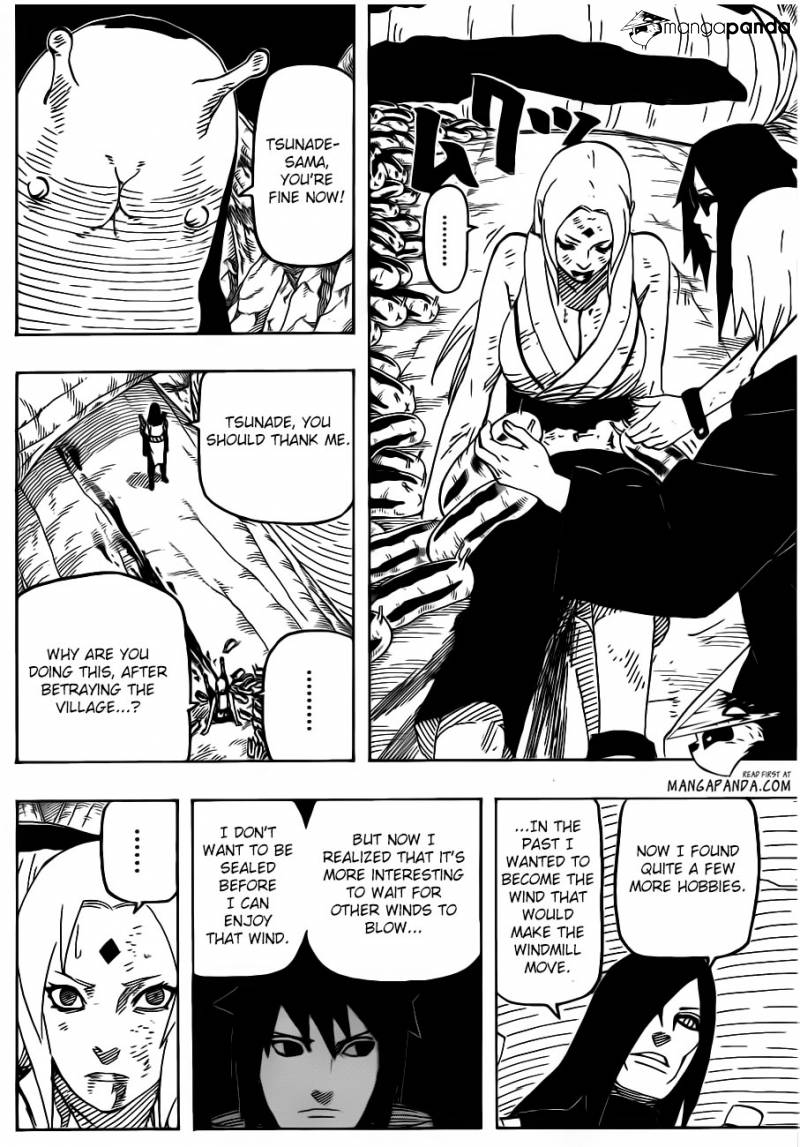 mangapanda
ムクッ
........
TSUNADE-
SAMA,
YOU'RE
FINE NOW!
TSUNADE, YOU
SHOULD THANK ME.
........
WHY ARE YOU
DOING THIS, AFTER
BETRAYING THE
VILLAGE...?
READ FIRST AT
MANGAPANDA.COM
NOW I FOUND
QUITE A FEW
MORE HOBBIES.
...IN THE
PAST I
WANTED TO
BECOME THE
WIND THAT
WOULD
MAKE THE
WINDMILL
MOVE.
BUT NOW I
REALIZED THAT IT'S
MORE INTERESTING
TO WAIT FOR
OTHER WINDS TO
BLOW...
I DON'T
WANT TO BE
SEALED
BEFORE
I CAN
ENJOY
THAT WIND.
........